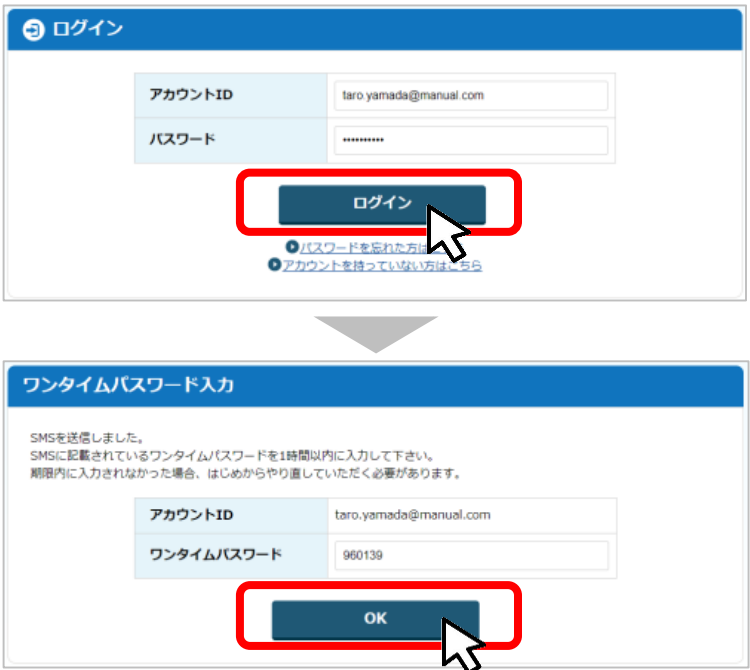 ログイン
アカウントID
taro.yamada@manual.com
パスワード
••••••••••
ログイン
パスワードを忘れた方は
アカウントを持っていない方はこちら
ワンタイムパスワード入力
SMSを送信しました。
SMSに記載されているワンタイムパスワードを1時間以内に入力して下さい。
期限内に入力されなかった場合、はじめからやり直していただく必要があります。
アカウントID
taro.yamada@manual.com
ワンタイムパスワード
960139
OK